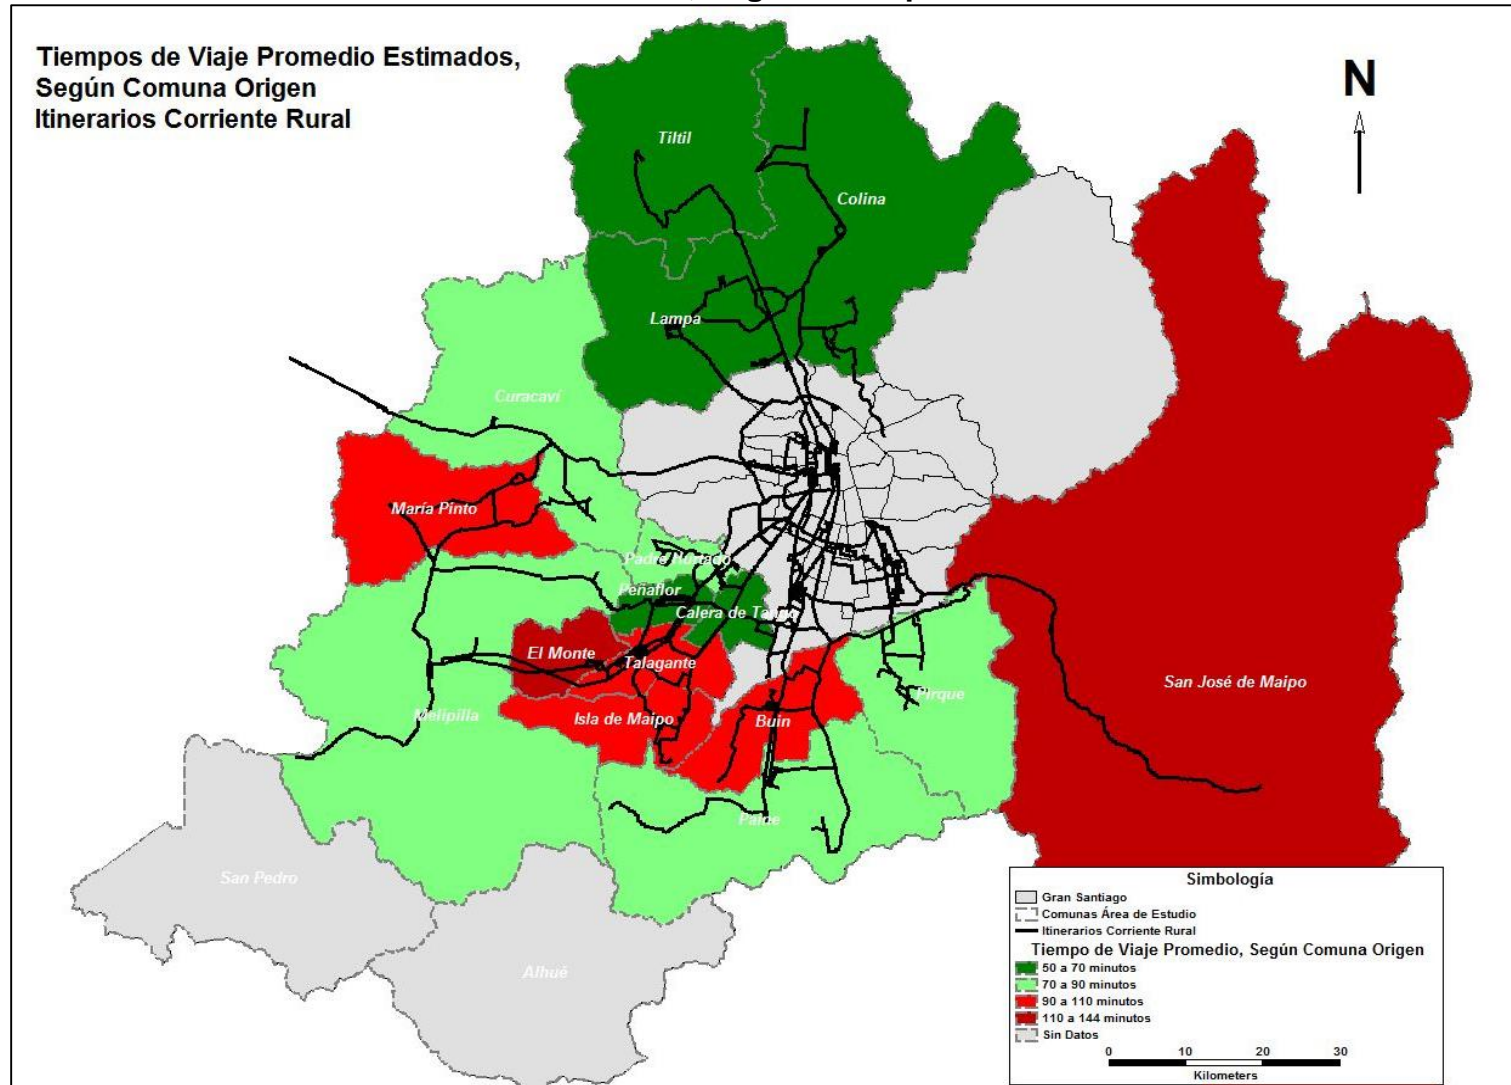 Tiempos de Viaje Promedio Estimados,
Según Comuna Origen
Itinerarios Corriente Rural
N
Tiltil
Colina
Lampa
Curacaví
María Pinto
Padre Hurtado
Peñaflor
Calera de Tango
El Monte
Talagante
San José de Maipo
Pirque
Melipilla
Isla de Maipo
Buin
Paine
San Pedro
Alhué
Simbología
Gran Santiago
Comunas Área de Estudio
Itinerarios Corriente Rural
Tiempo de Viaje Promedio, Según Comuna Origen
50 a 70 minutos
70 a 90 minutos
90 a 110 minutos
110 a 144 minutos
Sin Datos
0 10 20 30
Kilometers